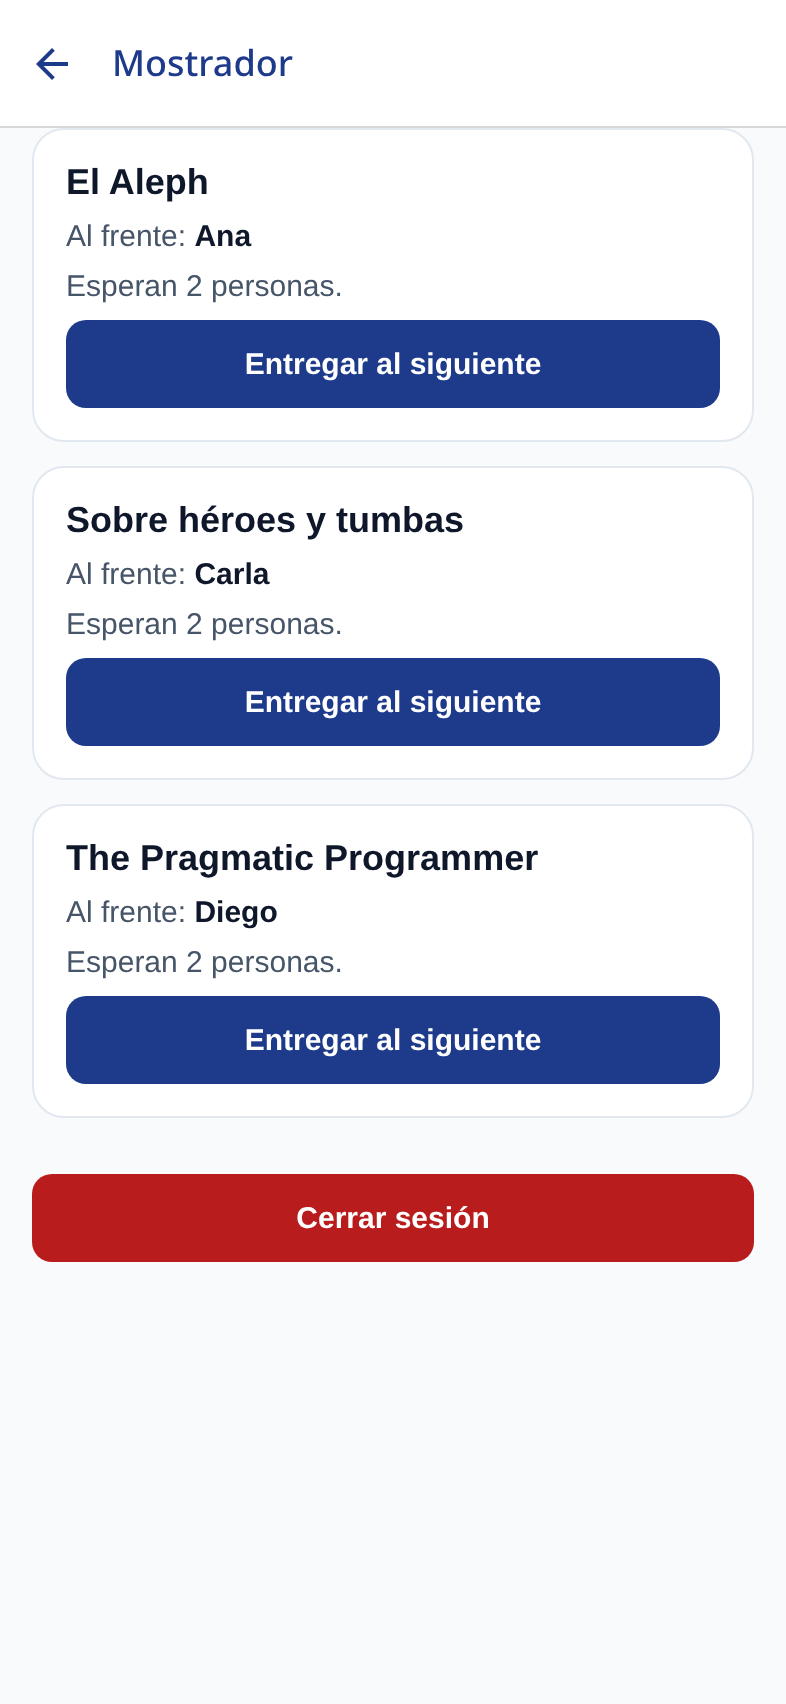 Mostrador
El Aleph
Al frente: Ana
Esperan 2 personas.
Entregar al siguiente
Sobre héroes y tumbas
Al frente: Carla
Esperan 2 personas.
Entregar al siguiente
The Pragmatic Programmer
Al frente: Diego
Esperan 2 personas.
Entregar al siguiente
Cerrar sesión